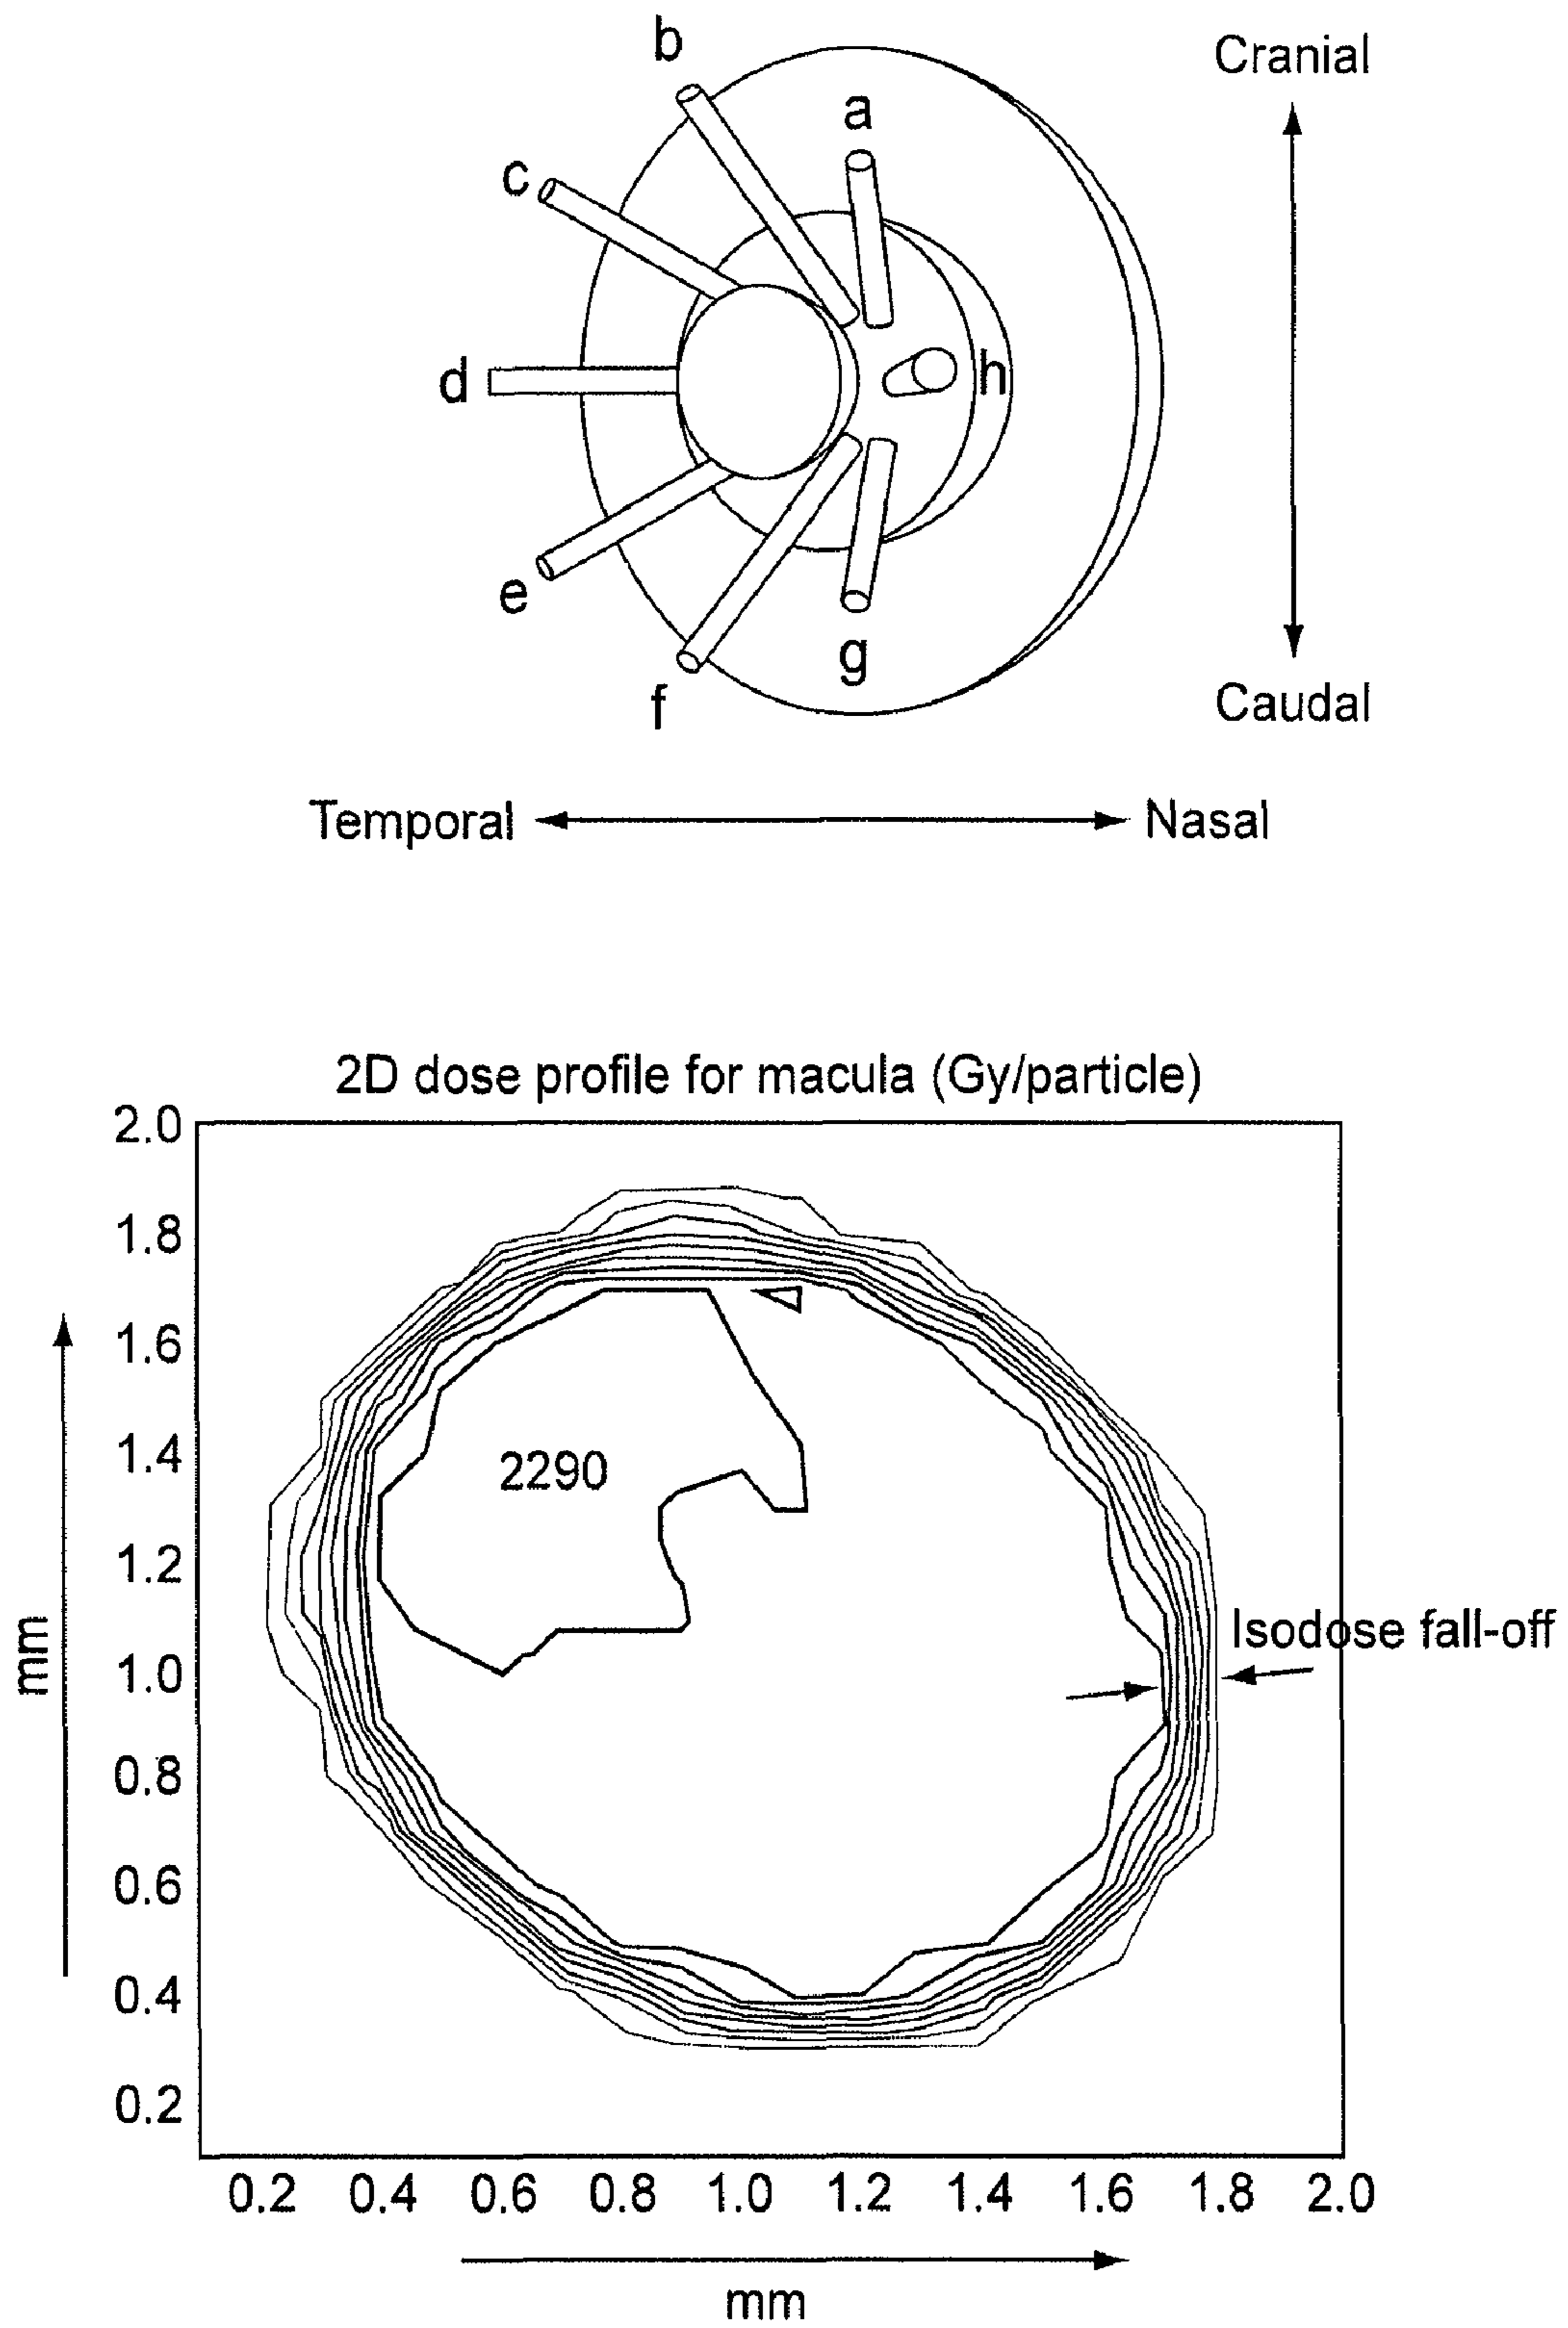 b
Cranial
a
c
d
h
e
g
f
Caudal
Temporal
Nasal
2D dose profile for macula (Gy/particle)
2.0
1.8
1.6
1.4
2290
1.2
Isodose fall-off
1.0
mm
0.8
0.6
0.4
0.2
0.2 0.4 0.6 0.8 1.0 1.2 1.4 1.6 1.8 2.0
mm